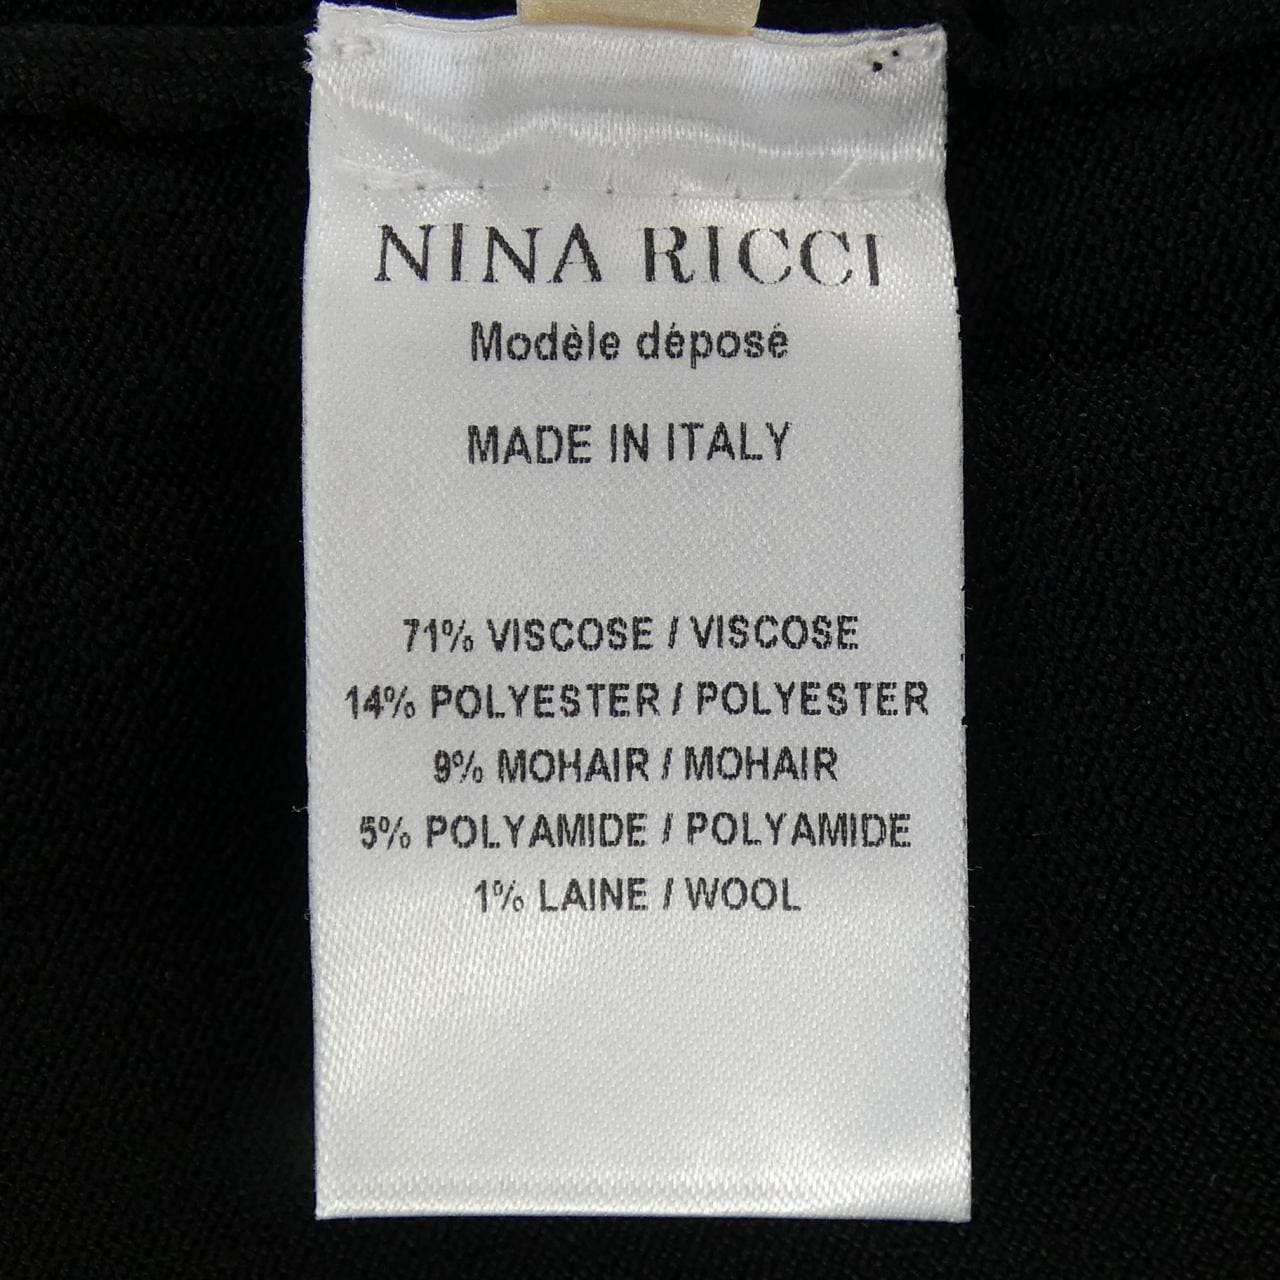 NINA RICCI
Modèle déposé
MADE IN ITALY
71% VISCOSE / VISCOSE
14% POLYESTER / POLYESTER
9% MOHAIR / MOHAIR
5% POLYAMIDE / POLYAMIDE
1% LAINE / WOOL